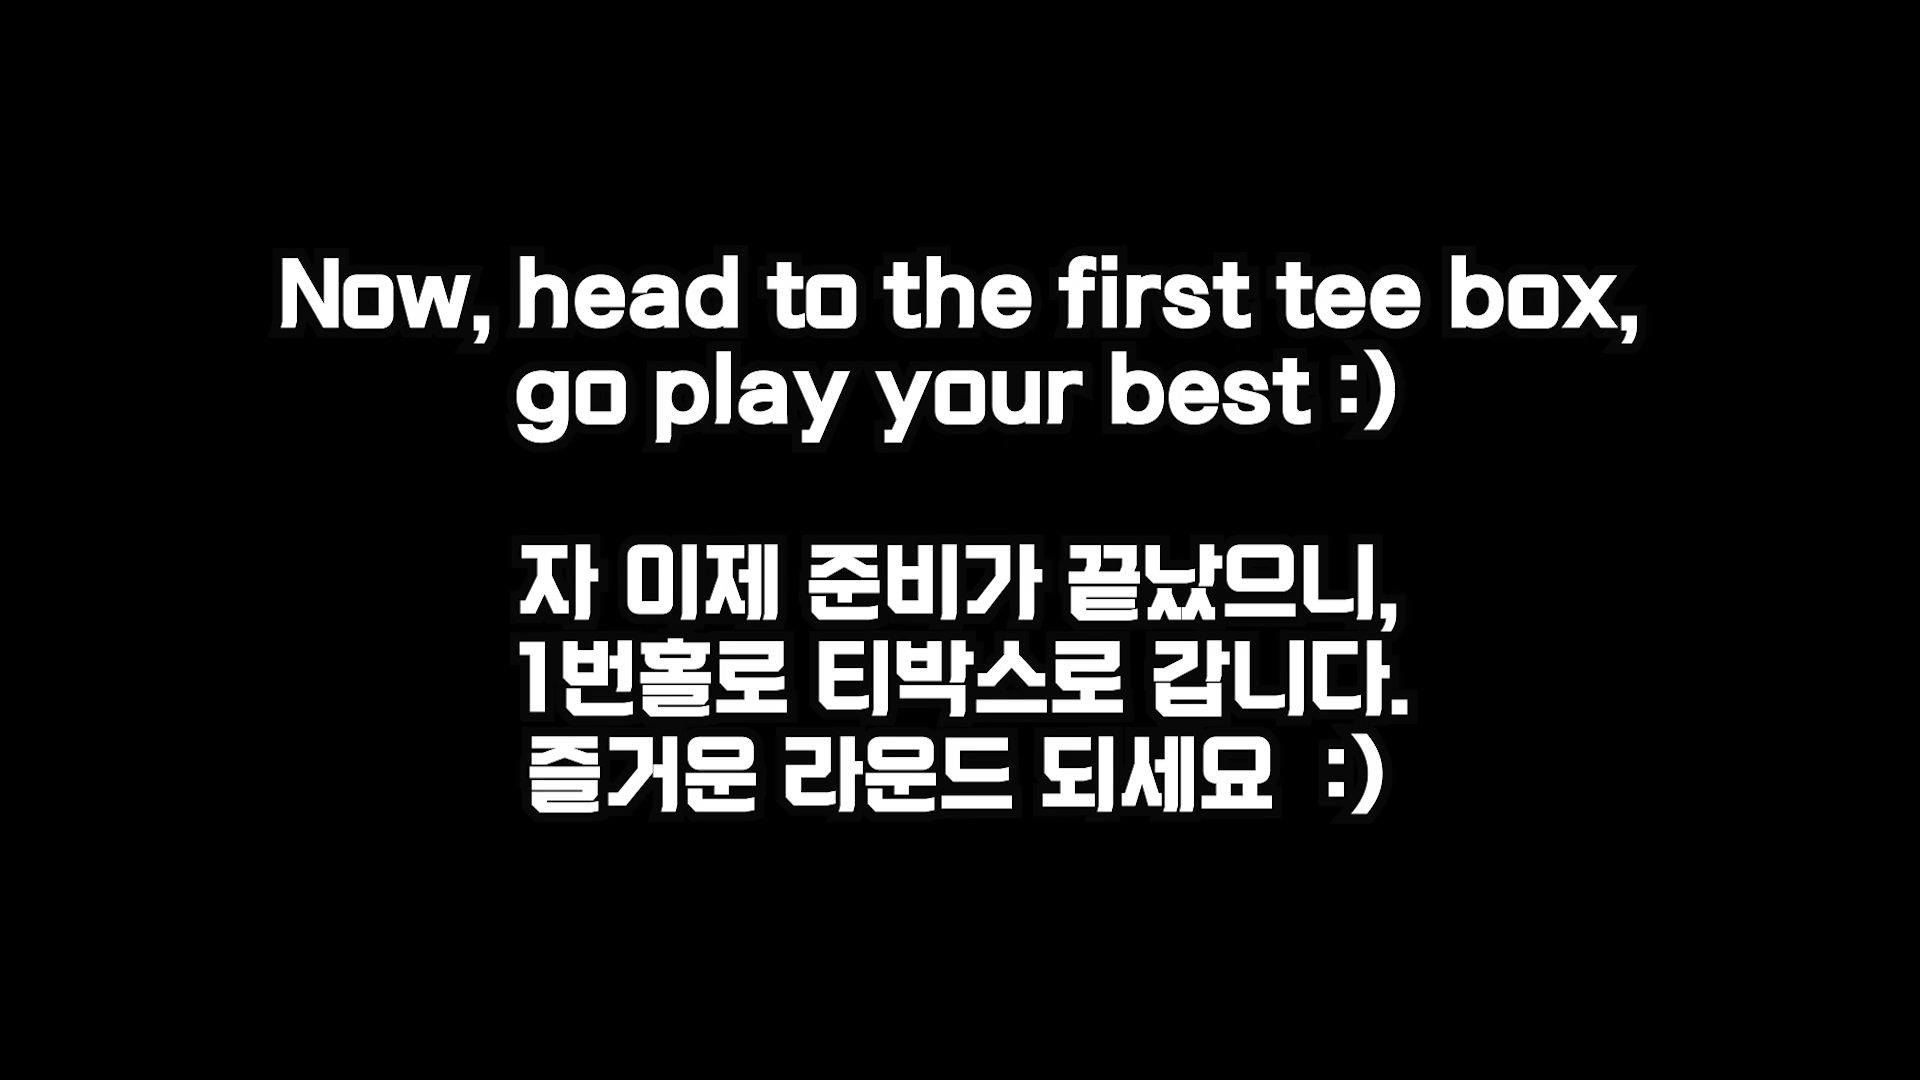 Now, head to the first tee box,
go play your best :)
자 이제 준비가 끝났으니,
1번홀로 티박스로 갑니다.
즐거운 라운드 되세요 :)